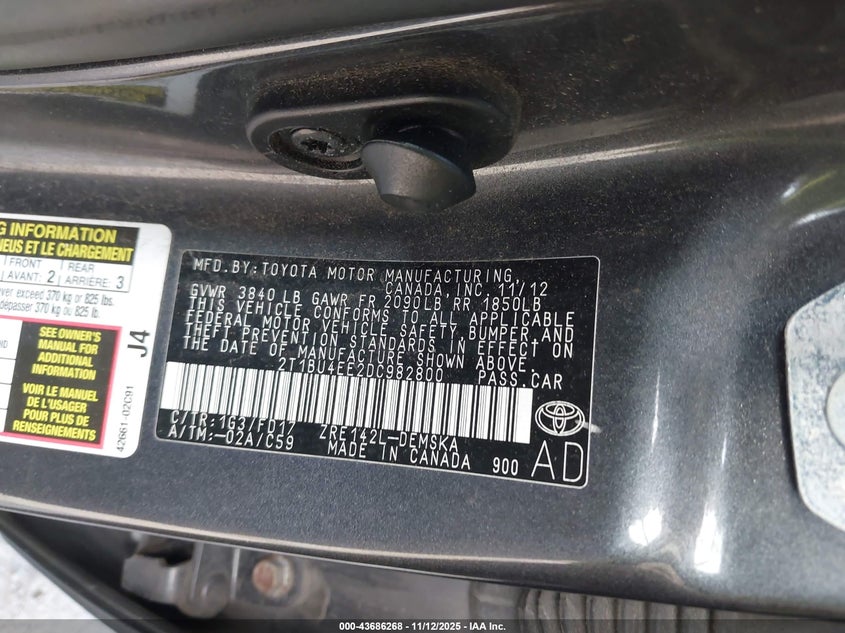 G INFORMATION
NEUS ET LE CHARGEMENT
FRONT
AVANT: 2
REAR
ARRIÈRE: 3
ever exceed 370 kg or 825 lbs.
dépasser 370 kg ou 825 lb.
SEE OWNER'S
MANUAL FOR
ADDITIONAL
INFORMATION
VOIR LE MANUEL
DE L'USAGER
POUR PLUS DE
RENSEIGNEMENTS
J4
42661-02C91
MFD.BY:TOYOTA MOTOR MANUFACTURING,
CANADA, INC. 11/12
GVWR 3840 LB GAWR FR 2090LB RR 1850LB
THIS VEHICLE CONFORMS TO ALL APPLICABLE
FEDERAL MOTOR VEHICLE SAFETY, BUMPER, AND
THEFT PREVENTION STANDARDS IN EFFECT ON
THE DATE OF MANUFACTURE SHOWN ABOVE.
2T1BU4EE2DC982800 PASS.CAR
C/TR:1G3/FD17 ZRE142L-DEMSKA
A/TM:-02A/C59 MADE IN CANADA 900
AD
000-43686268 - 11/12/2025 - IAA Inc.